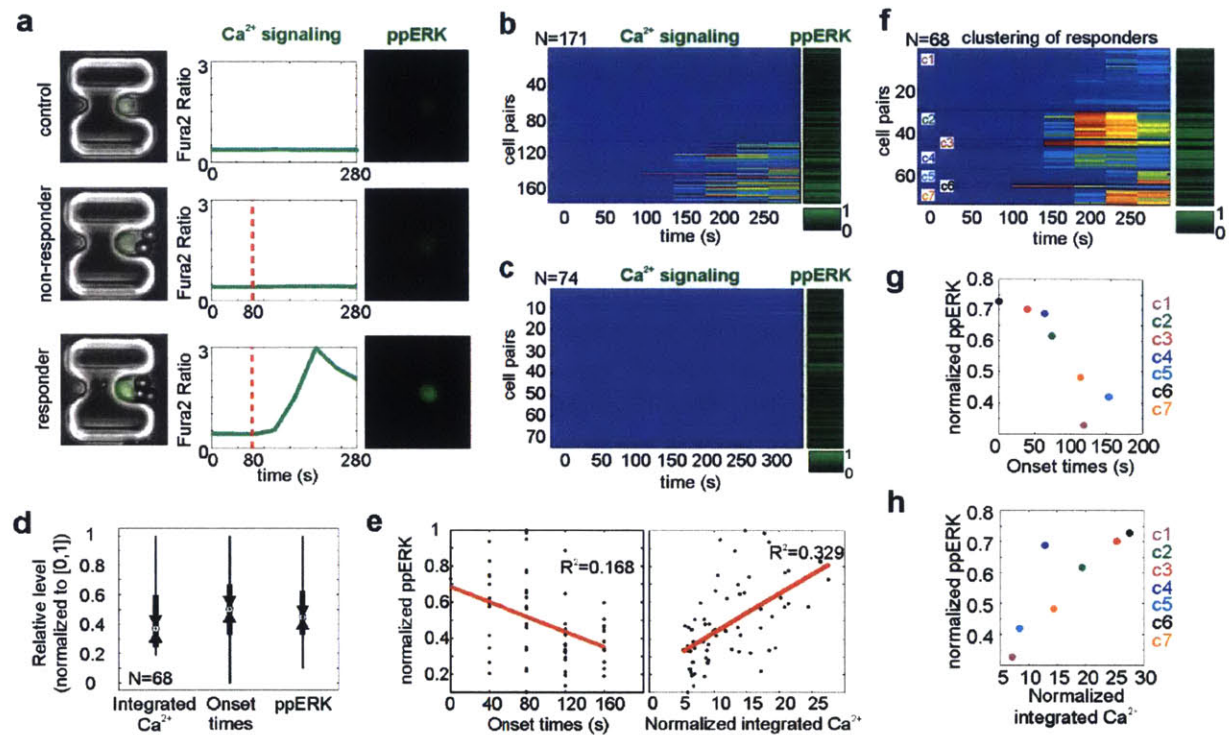 a
Ca²⁺ signaling
ppERK
control
Fura2 Ratio
3
0
0
280
non-responder
Fura2 Ratio
3
0
0
80
280
responder
Fura2 Ratio
3
0
0
80
280
time (s)
b
N=171
Ca²⁺ signaling
ppERK
cell pairs
40
80
120
160
0 50 100 150 200 250
time (s)
1
0
c
N=74
Ca²⁺ signaling
ppERK
cell pairs
10
20
30
40
50
60
70
0 50 100 150 200 250 300
time (s)
1
0
d
Relative level
(normalized to [0,1])
1
0.8
0.6
0.4
0.2
0
N=68
Integrated
Ca²⁺
Onset
times
ppERK
e
normalized ppERK
1
0.8
0.6
0.4
0.2
R²=0.168
0 40 80 120 160 200
Onset times (s)
R²=0.329
0 5 10 15 20 25
Normalized integrated Ca²⁺
f
N=68
clustering of responders
cell pairs
20
40
60
c1
c2
c3
c4
c5
c6
c7
0 50 100 150 200 250
time (s)
1
0
g
normalized ppERK
0.8
0.7
0.6
0.5
0.4
0 50 100 150 200
Onset times (s)
c1
c2
c3
c4
c5
c6
c7
h
normalized ppERK
0.8
0.7
0.6
0.5
0.4
5 10 15 20 25 30
Normalized
integrated Ca²⁻
c1
c2
c3
c4
c5
c6
c7